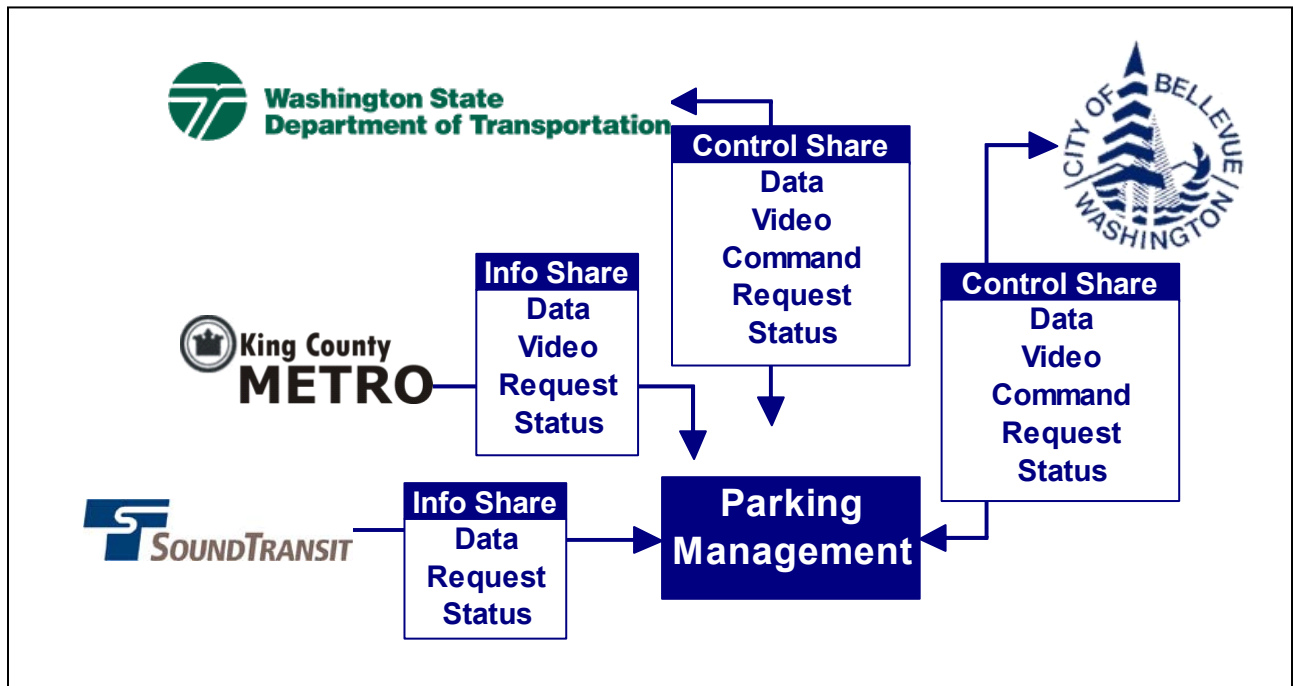 Washington State
Department of Transportation
Control Share
Data
Video
Command
Request
Status
CITY OF BELLEVUE
WASHINGTON
Control Share
Data
Video
Command
Request
Status
King County
METRO
Info Share
Data
Video
Request
Status
SOUNDTRANSIT
Info Share
Data
Request
Status
Parking
Management